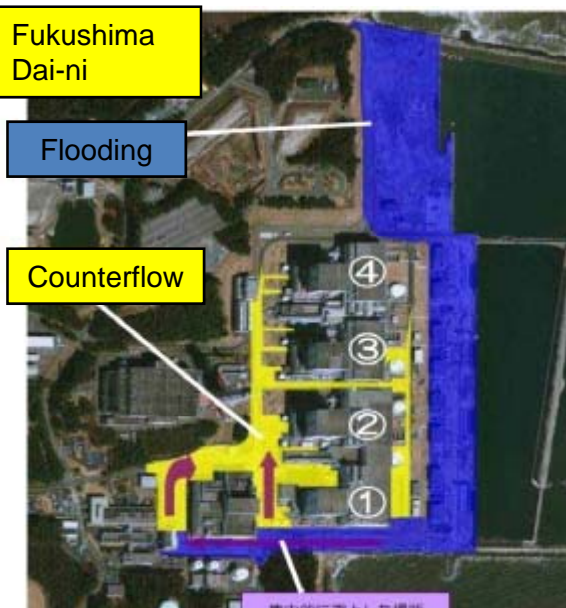 Fukushima
Dai-ni
Flooding
Counterflow
④
③
②
①